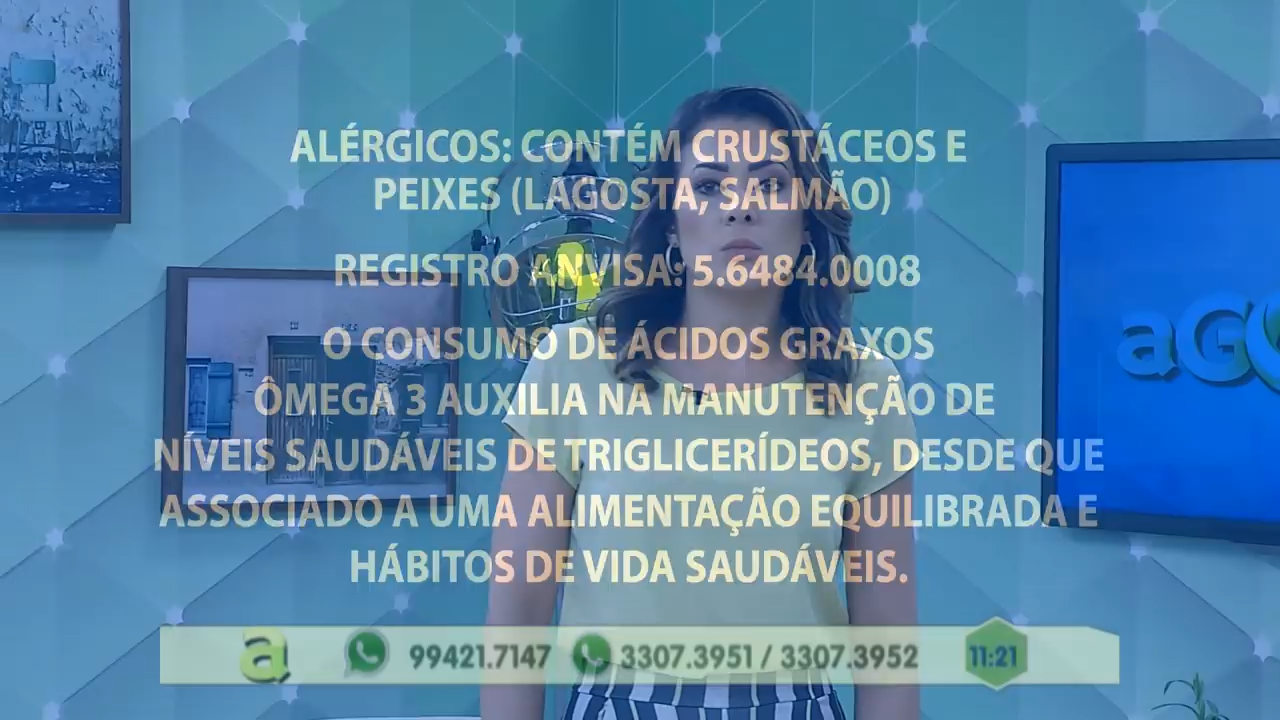 ALÉRGICOS: CONTÉM CRUSTÁCEOS E
PEIXES (LAGOSTA, SALMÃO)
REGISTRO ANVISA: 5.6484.0008
O CONSUMO DE ÁCIDOS GRAXOS
ÔMEGA 3 AUXILIA NA MANUTENÇÃO DE
NÍVEIS SAUDÁVEIS DE TRIGLICERÍDEOS, DESDE QUE
ASSOCIADO A UMA ALIMENTAÇÃO EQUILIBRADA E
HÁBITOS DE VIDA SAUDÁVEIS.
aG
a 99421.7147 3307.3951 / 3307.3952 11:21